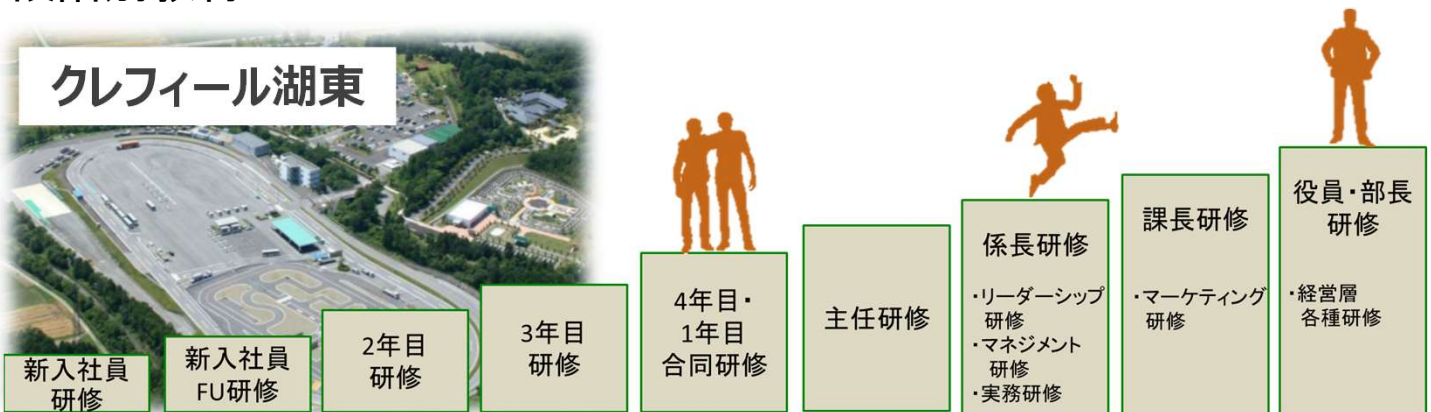 クレフィール湖東
新入社員
研修
新入社員
FU研修
2年目
研修
3年目
研修
4年目・
1年目
合同研修
主任研修
係長研修
・リーダーシップ
研修
・マネジメント
研修
・実務研修
課長研修
・マーケティング
研修
役員・部長
研修
・経営層
各種研修